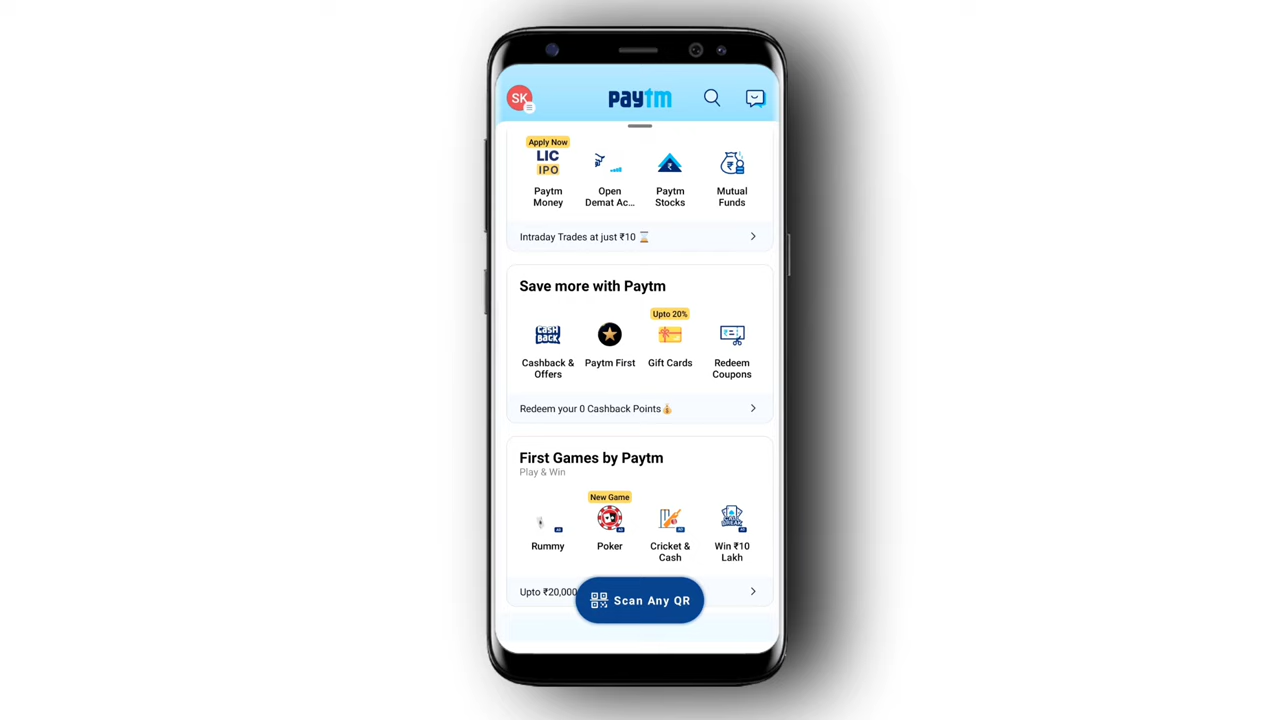 SK
paytm
Apply Now
LIC
IPO
Paytm
Money
Open
Demat Ac...
Paytm
Stocks
Mutual
Funds
Intraday Trades at just ₹10 ⌛
Save more with Paytm
CASH
BACK
Cashback &
Offers
Paytm First
Upto 20%
Gift Cards
Redeem
Coupons
Redeem your 0 Cashback Points💰
First Games by Paytm
Play & Win
Rummy
New Game
Poker
Cricket &
Cash
Win ₹10
Lakh
Upto ₹20,000
Scan Any QR